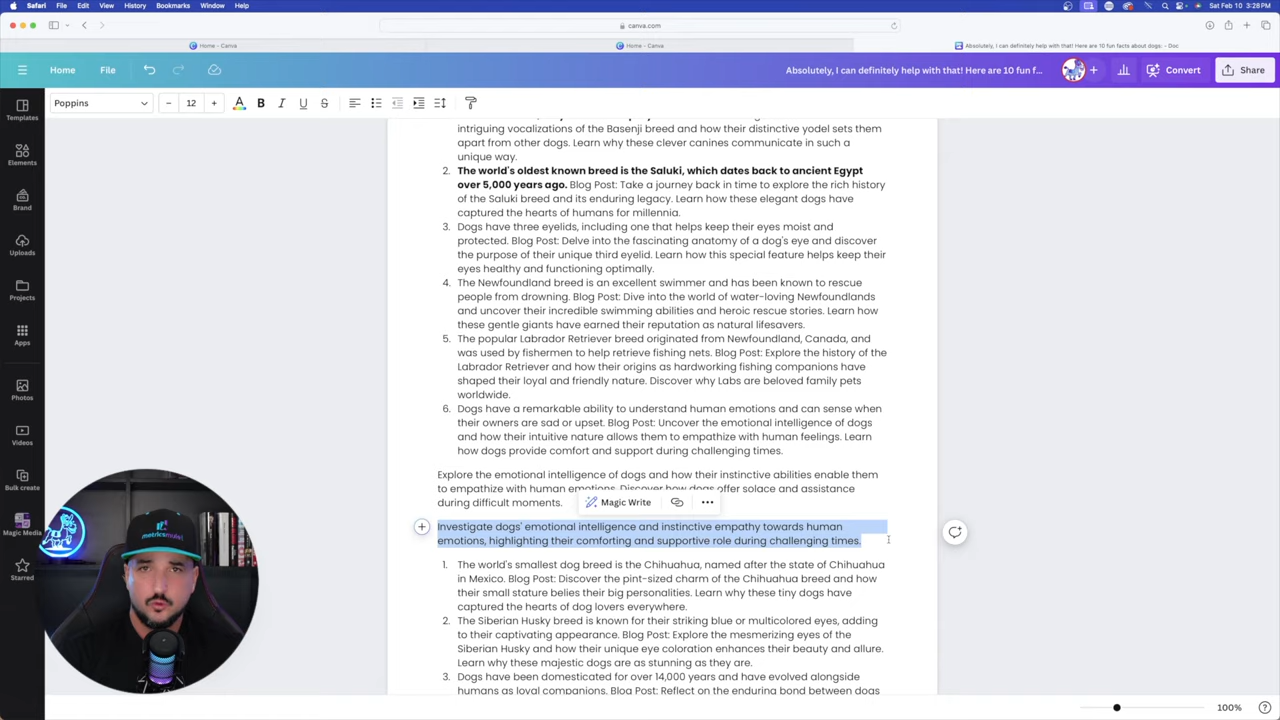 Safari File Edit View History Bookmarks Window Help
Sat Feb 10 3:28 PM
canva.com
Home - Canva
Home - Canva
Absolutely, I can definitely help with that! Here are 10 fun facts about dogs: - Doc
Home
File
Absolutely, I can definitely help with that! Here are 10 fun f...
Convert
Share
Templates
Elements
Brand
Uploads
Projects
Apps
Photos
Videos
Bulk create
Magic Media
Starred
Poppins
− 12 +
A B I U S
intriguing vocalizations of the Basenji breed and how their distinctive yodel sets them
apart from other dogs. Learn why these clever canines communicate in such a
unique way.
2. The world's oldest known breed is the Saluki, which dates back to ancient Egypt
over 5,000 years ago. Blog Post: Take a journey back in time to explore the rich history
of the Saluki breed and its enduring legacy. Learn how these elegant dogs have
captured the hearts of humans for millennia.
3. Dogs have three eyelids, including one that helps keep their eyes moist and
protected. Blog Post: Delve into the fascinating anatomy of a dog's eye and discover
the purpose of their unique third eyelid. Learn how this special feature helps keep their
eyes healthy and functioning optimally.
4. The Newfoundland breed is an excellent swimmer and has been known to rescue
people from drowning. Blog Post: Dive into the world of water-loving Newfoundlands
and uncover their incredible swimming abilities and heroic rescue stories. Learn how
these gentle giants have earned their reputation as natural lifesavers.
5. The popular Labrador Retriever breed originated from Newfoundland, Canada, and
was used by fishermen to help retrieve fishing nets. Blog Post: Explore the history of the
Labrador Retriever and how their origins as hardworking fishing companions have
shaped their loyal and friendly nature. Discover why Labs are beloved family pets
worldwide.
6. Dogs have a remarkable ability to understand human emotions and can sense when
their owners are sad or upset. Blog Post: Uncover the emotional intelligence of dogs
and how their intuitive nature allows them to empathize with human feelings. Learn
how dogs provide comfort and support during challenging times.
Explore the emotional intelligence of dogs and how their instinctive abilities enable them
to empathize with human emotions. Discover how dogs offer solace and assistance
during difficult moments.
Magic Write
Investigate dogs' emotional intelligence and instinctive empathy towards human
emotions, highlighting their comforting and supportive role during challenging times.
1. The world's smallest dog breed is the Chihuahua, named after the state of Chihuahua
in Mexico. Blog Post: Discover the pint-sized charm of the Chihuahua breed and how
their small stature belies their big personalities. Learn why these tiny dogs have
captured the hearts of dog lovers everywhere.
2. The Siberian Husky breed is known for their striking blue or multicolored eyes, adding
to their captivating appearance. Blog Post: Explore the mesmerizing eyes of the
Siberian Husky and how their unique eye coloration enhances their beauty and allure.
Learn why these majestic dogs are as stunning as they are.
3. Dogs have been domesticated for over 14,000 years and have evolved alongside
humans as loyal companions. Blog Post: Reflect on the enduring bond between dogs
metricsmule
100%